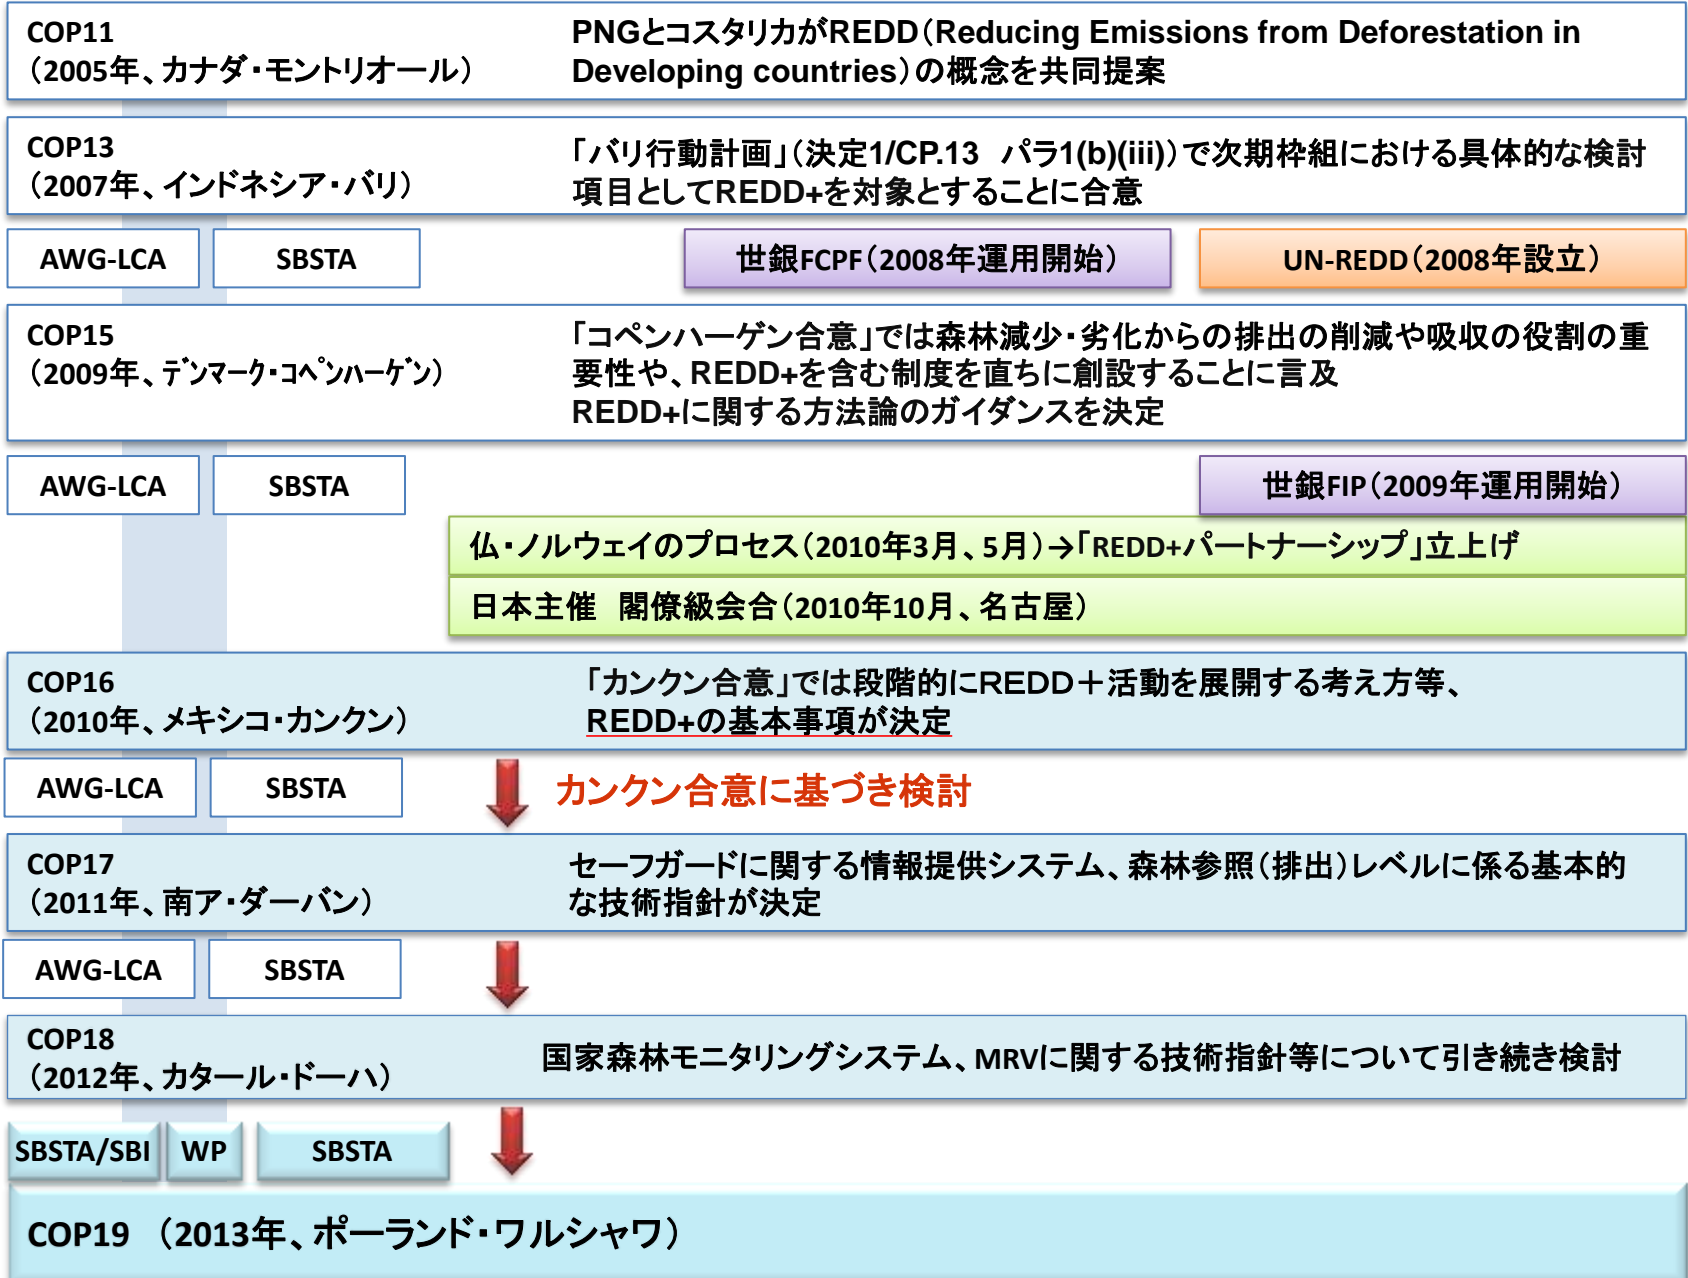 COP11
（2005年、カナダ・モントリオール）
PNGとコスタリカがREDD（Reducing Emissions from Deforestation in
Developing countries）の概念を共同提案
COP13
（2007年、インドネシア・バリ）
「バリ行動計画」（決定1/CP.13　パラ1(b)(iii)）で次期枠組における具体的な検討
項目としてREDD+を対象とすることに合意
AWG-LCA
SBSTA
世銀FCPF（2008年運用開始）
UN-REDD（2008年設立）
COP15
（2009年、ﾃﾞﾝﾏｰｸ・ｺﾍﾟﾝﾊｰｹﾞﾝ）
「コペンハーゲン合意」では森林減少・劣化からの排出の削減や吸収の役割の重
要性や、REDD+を含む制度を直ちに創設することに言及
REDD+に関する方法論のガイダンスを決定
AWG-LCA
SBSTA
世銀FIP（2009年運用開始）
仏・ノルウェイのプロセス（2010年3月、5月）→「REDD+パートナーシップ」立上げ
日本主催　閣僚級会合（2010年10月、名古屋）
COP16
（2010年、メキシコ・カンクン）
「カンクン合意」では段階的にＲＥＤＤ＋活動を展開する考え方等、
REDD+の基本事項が決定
AWG-LCA
SBSTA
カンクン合意に基づき検討
COP17
（2011年、南ア・ダーバン）
セーフガードに関する情報提供システム、森林参照（排出）レベルに係る基本的
な技術指針が決定
AWG-LCA
SBSTA
COP18
（2012年、カタール・ドーハ）
国家森林モニタリングシステム、MRVに関する技術指針等について引き続き検討
SBSTA/SBI
WP
SBSTA
COP19　（2013年、ポーランド・ワルシャワ）